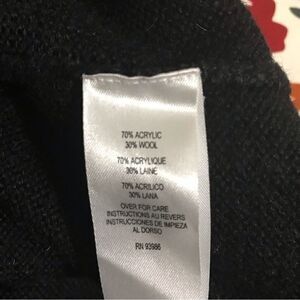 70% ACRYLIC
30% WOOL
70% ACRYLIQUE
30% LAINE
70% ACRILICO
30% LANA
OVER FOR CARE
INSTRUCTIONS AU REVERS
INSTRUCCIONES DE IMPIEZA
AL DORSO
RN 93986